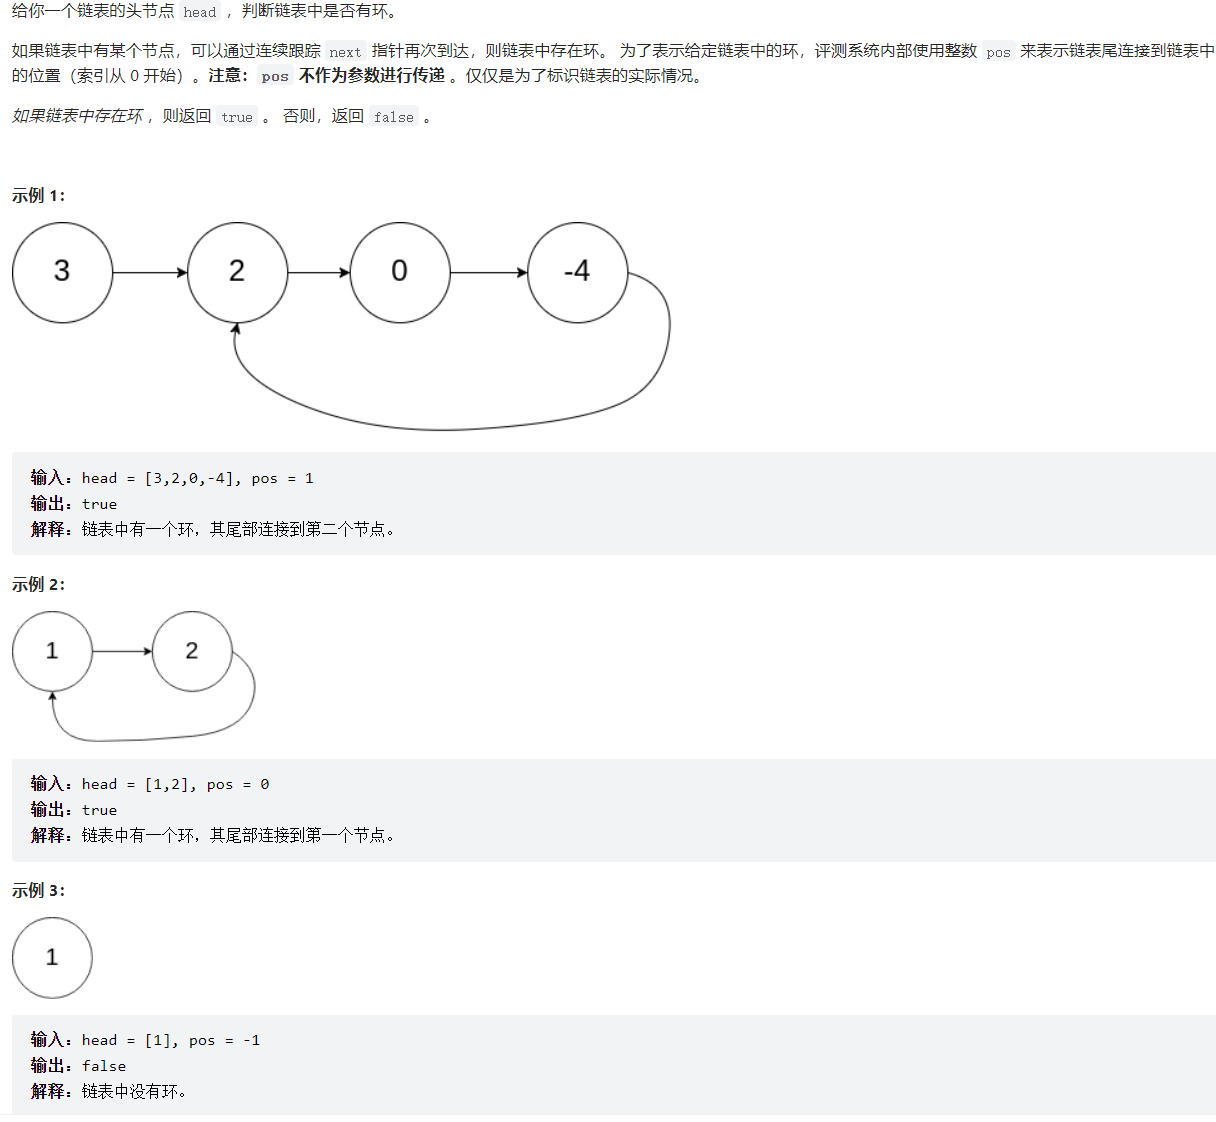 给你一个链表的头节点 head ，判断链表中是否有环。
如果链表中有某个节点，可以通过连续跟踪 next 指针再次到达，则链表中存在环。 为了表示给定链表中的环，评测系统内部使用整数 pos 来表示链表尾连接到链表中
的位置（索引从 0 开始）。注意：pos 不作为参数进行传递 。仅仅是为了标识链表的实际情况。
如果链表中存在环 ，则返回 true 。 否则，返回 false 。
示例 1：
3 2 0 -4
输入：head = [3,2,0,-4], pos = 1
输出：true
解释：链表中有一个环，其尾部连接到第二个节点。
示例 2：
1 2
输入：head = [1,2], pos = 0
输出：true
解释：链表中有一个环，其尾部连接到第一个节点。
示例 3：
1
输入：head = [1], pos = -1
输出：false
解释：链表中没有环。